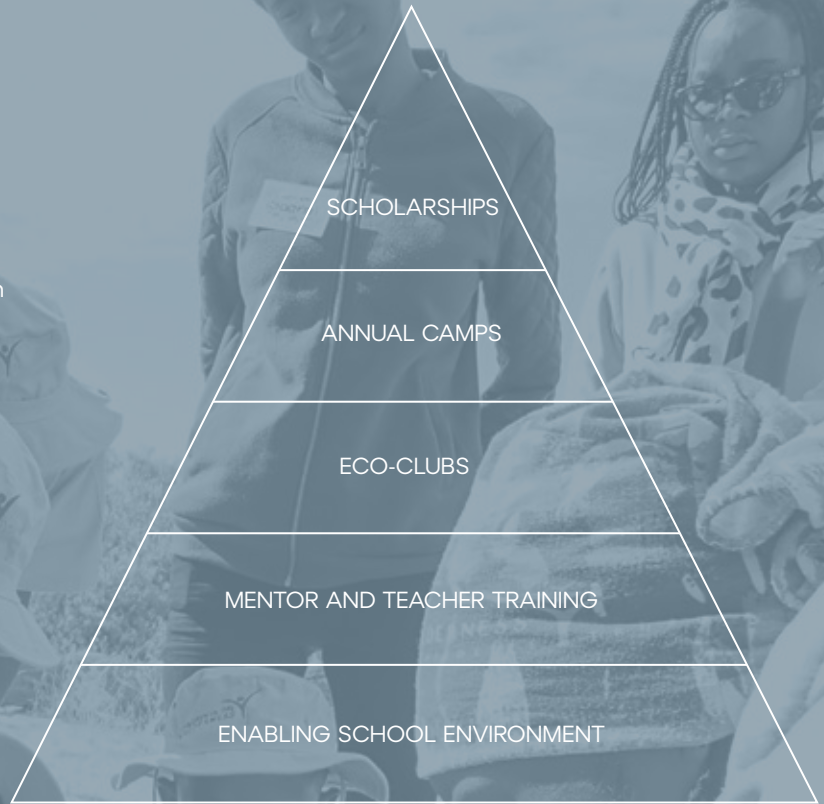 SCHOLARSHIPS
ANNUAL CAMPS
ECO-CLUBS
MENTOR AND TEACHER TRAINING
ENABLING SCHOOL ENVIRONMENT